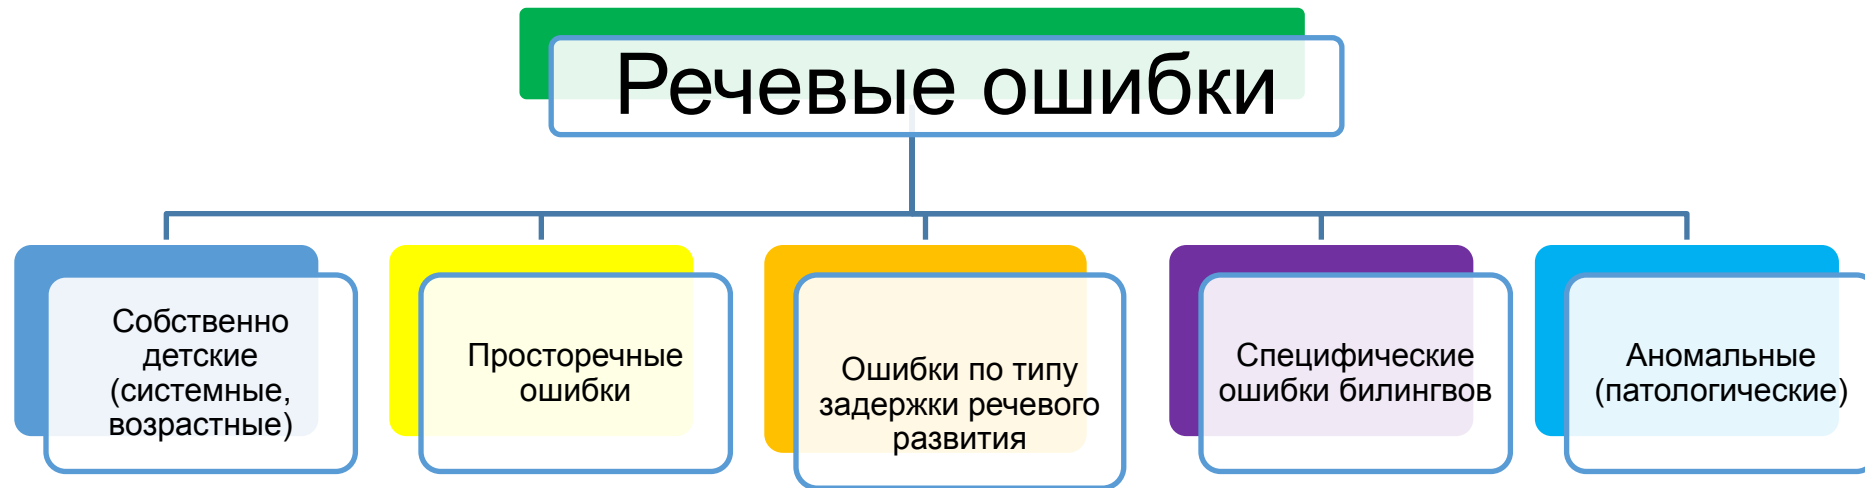 Речевые ошибки
Собственно
детские
(системные,
возрастные)
Просторечные
ошибки
Ошибки по типу
задержки речевого
развития
Специфические
ошибки билингвов
Аномальные
(патологические)